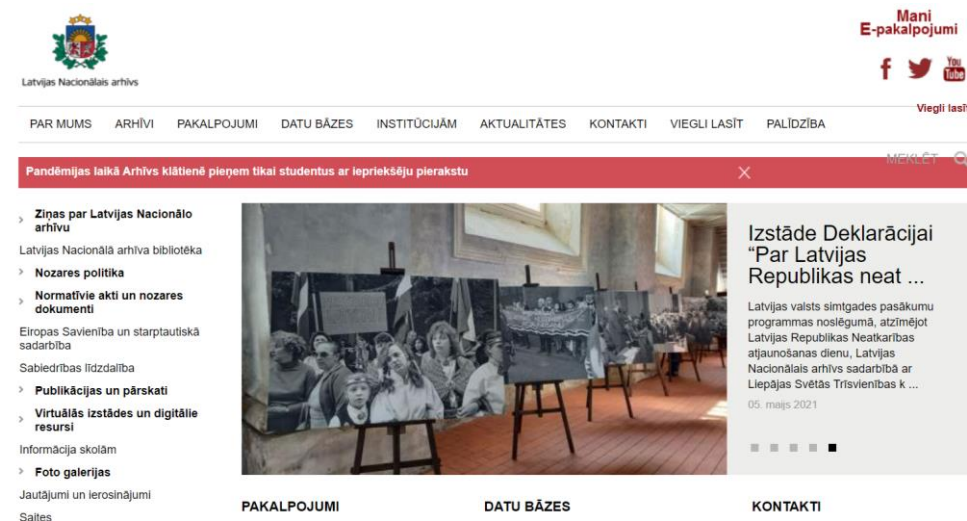 Mani
E-pakalpojumi
Latvijas Nacionālais arhīvs
f You Tube
Viegli lasīt
PAR MUMS ARHĪVI PAKALPOJUMI DATU BĀZES INSTITŪCIJĀM AKTUALITĀTES KONTAKTI VIEGLI LASĪT PALĪDZĪBA
MEKLĒT
Pandēmijas laikā Arhīvs klātienē pieņem tikai studentus ar iepriekšēju pierakstu
Ziņas par Latvijas Nacionālo
arhīvu
Latvijas Nacionālā arhīva bibliotēka
Nozares politika
Normatīvie akti un nozares
dokumenti
Eiropas Savienība un starptautiskā
sadarbība
Sabiedrības līdzdalība
Publikācijas un pārskati
Virtuālās izstādes un digitālie
resursi
Informācija skolām
Foto galerijas
Jautājumi un ierosinājumi
Saites
Izstāde Deklarācijai
“Par Latvijas
Republikas neat ...
Latvijas valsts simtgades pasākumu
programmas noslēgumā, atzīmējot
Latvijas Republikas Neatkarības
atjaunošanas dienu, Latvijas
Nacionālais arhīvs sadarbībā ar
Liepājas Svētās Trīsvienības k ...
05. maijs 2021
PAKALPOJUMI DATU BĀZES KONTAKTI